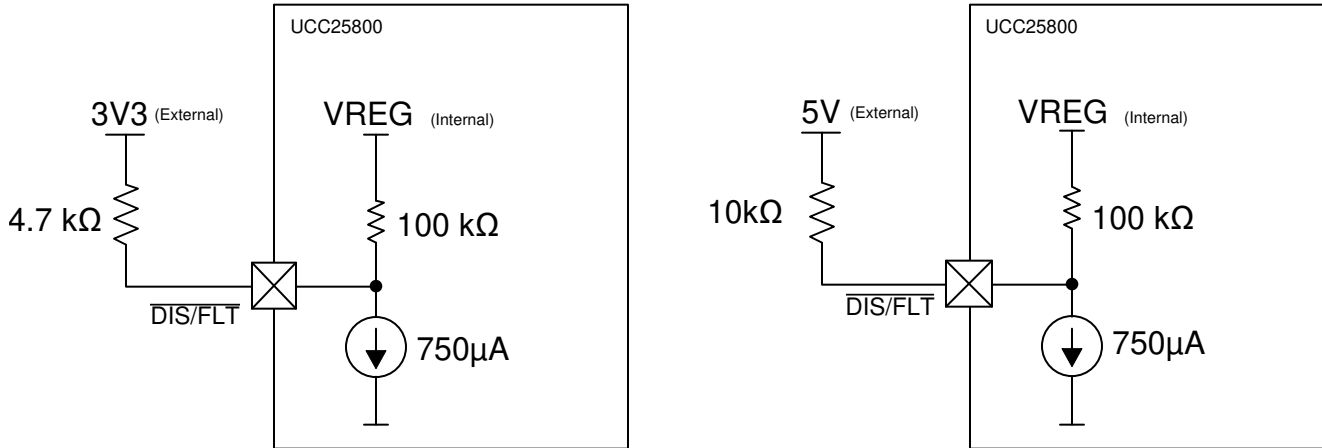 UCC25800
3V3 (External)
VREG (Internal)
4.7 kΩ
100 kΩ
DIS/FLT
750µA
UCC25800
5V (External)
VREG (Internal)
10kΩ
100 kΩ
DIS/FLT
750µA